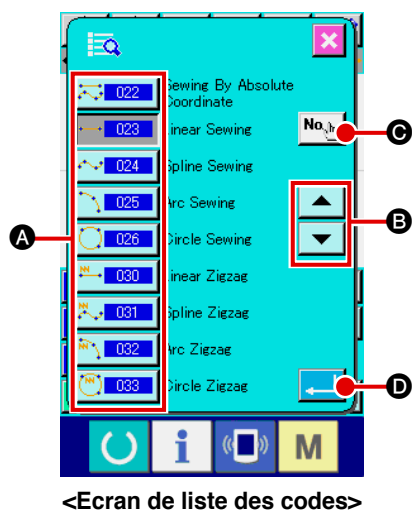 022 Sewing By Absolute
Coordinate
023 Linear Sewing
No.
024 Spline Sewing
C
025 Arc Sewing
B
A
026 Circle Sewing
030 Linear Zigzag
031 Spline Zigzag
032 Arc Zigzag
033 Circle Zigzag
D
i
M
<Ecran de liste des codes>